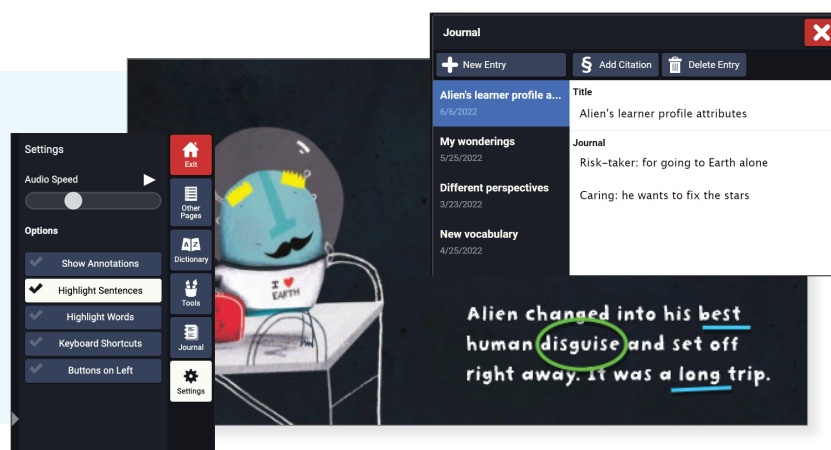 Journal
New Entry
§ Add Citation
Delete Entry
Alien's learner profile a...
6/6/2022
My wonderings
5/25/2022
Different perspectives
3/23/2022
New vocabulary
4/25/2022
Title
Alien's learner profile attributes
Journal
Risk-taker: for going to Earth alone
Caring: he wants to fix the stars
Settings
Audio Speed
Options
Show Annotations
Highlight Sentences
Highlight Words
Keyboard Shortcuts
Buttons on Left
Exit
Other
Pages
A Z
Dictionary
Tools
Journal
Settings
I ❤
EARTH
Alien changed into his best
human disguise and set off
right away. It was a long trip.